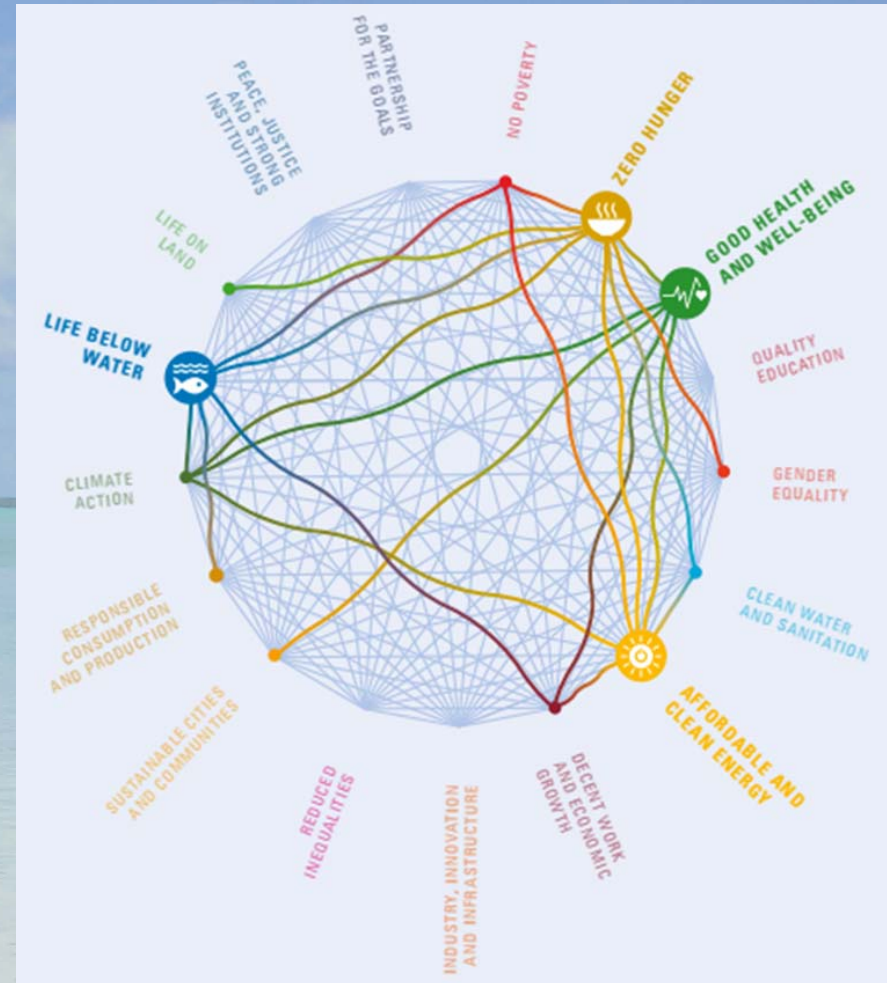 NO POVERTY
ZERO HUNGER
GOOD HEALTH
AND WELL-BEING
QUALITY
EDUCATION
GENDER
EQUALITY
CLEAN WATER
AND SANITATION
AFFORDABLE AND
CLEAN ENERGY
DECENT WORK
AND ECONOMIC
GROWTH
INDUSTRY, INNOVATION
AND INFRASTRUCTURE
REDUCED
INEQUALITIES
SUSTAINABLE CITIES
AND COMMUNITIES
RESPONSIBLE
CONSUMPTION
AND PRODUCTION
CLIMATE
ACTION
LIFE BELOW
WATER
LIFE ON
LAND
PEACE, JUSTICE
AND STRONG
INSTITUTIONS
PARTNERSHIP
FOR THE GOALS